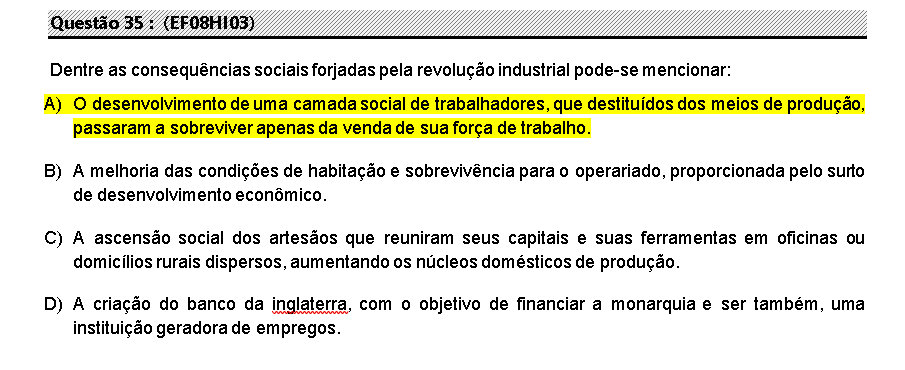 Questão 35 : (EF08HI03)
Dentre as consequências sociais forjadas pela revolução industrial pode-se mencionar:
A) O desenvolvimento de uma camada social de trabalhadores, que destituídos dos meios de produção,
passaram a sobreviver apenas da venda de sua força de trabalho.
B) A melhoria das condições de habitação e sobrevivência para o operariado, proporcionada pelo surto
de desenvolvimento econômico.
C) A ascensão social dos artesãos que reuniram seus capitais e suas ferramentas em oficinas ou
domicílios rurais dispersos, aumentando os núcleos domésticos de produção.
D) A criação do banco da inglaterra, com o objetivo de financiar a monarquia e ser também, uma
instituição geradora de empregos.